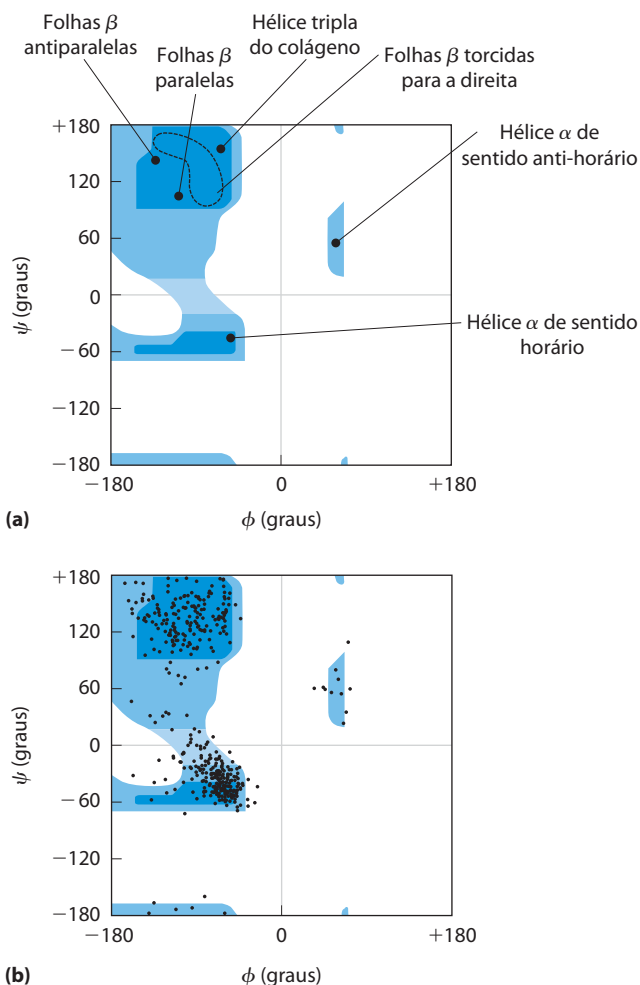 Folhas β
antiparalelas
Folhas β
paralelas
Hélice tripla
do colágeno
Folhas β torcidas
para a direita
Hélice α de
sentido anti-horário
Hélice α de sentido
horário
+180
120
60
0
−60
−120
−180
ψ (graus)
−180
0
+180
(a)
ϕ (graus)
+180
120
60
0
−60
−120
−180
ψ (graus)
−180
0
+180
(b)
ϕ (graus)